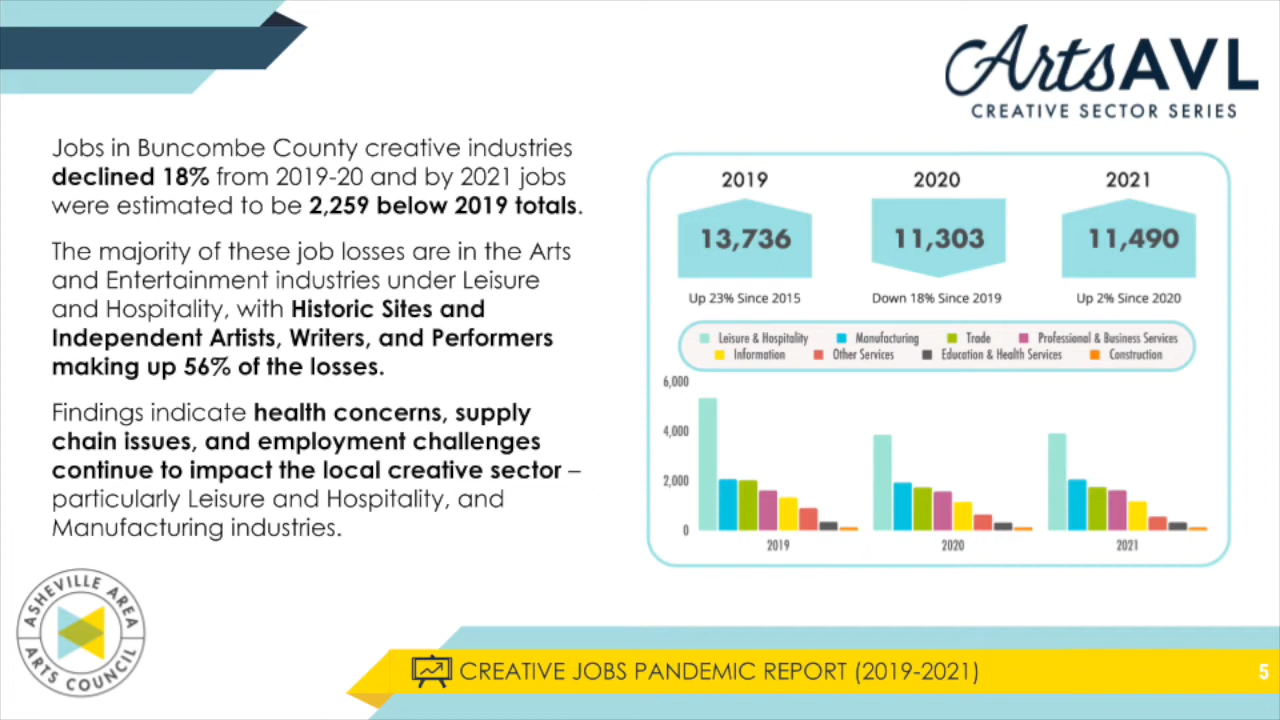 ArtsAVL
CREATIVE SECTOR SERIES
Jobs in Buncombe County creative industries
declined 18% from 2019-20 and by 2021 jobs
were estimated to be 2,259 below 2019 totals.
The majority of these job losses are in the Arts
and Entertainment industries under Leisure
and Hospitality, with Historic Sites and
Independent Artists, Writers, and Performers
making up 56% of the losses.
Findings indicate health concerns, supply
chain issues, and employment challenges
continue to impact the local creative sector –
particularly Leisure and Hospitality, and
Manufacturing industries.
2019 2020 2021
13,736 11,303 11,490
Up 23% Since 2015 Down 18% Since 2019 Up 2% Since 2020
Leisure & Hospitality Manufacturing Trade Professional & Business Services
Information Other Services Education & Health Services Construction
6,000
4,000
2,000
0
2019 2020 2021
ASHEVILLE AREA
ARTS COUNCIL
CREATIVE JOBS PANDEMIC REPORT (2019-2021)
5